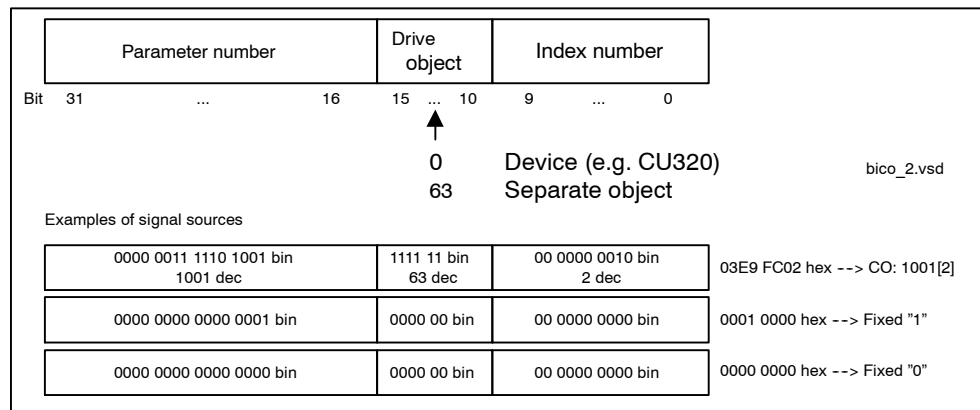 Parameter number Drive object Index number
Bit 31 ... 16 15 ... 10 9 ... 0
0 Device (e.g. CU320)
63 Separate object
bico_2.vsd
Examples of signal sources
0000 0011 1110 1001 bin 1111 11 bin 00 0000 0010 bin
1001 dec 63 dec 2 dec
03E9 FC02 hex --> CO: 1001[2]
0000 0000 0000 0001 bin 0000 00 bin 00 0000 0000 bin 0001 0000 hex --> Fixed ”1”
0000 0000 0000 0000 bin 0000 00 bin 00 0000 0000 bin 0000 0000 hex --> Fixed ”0”